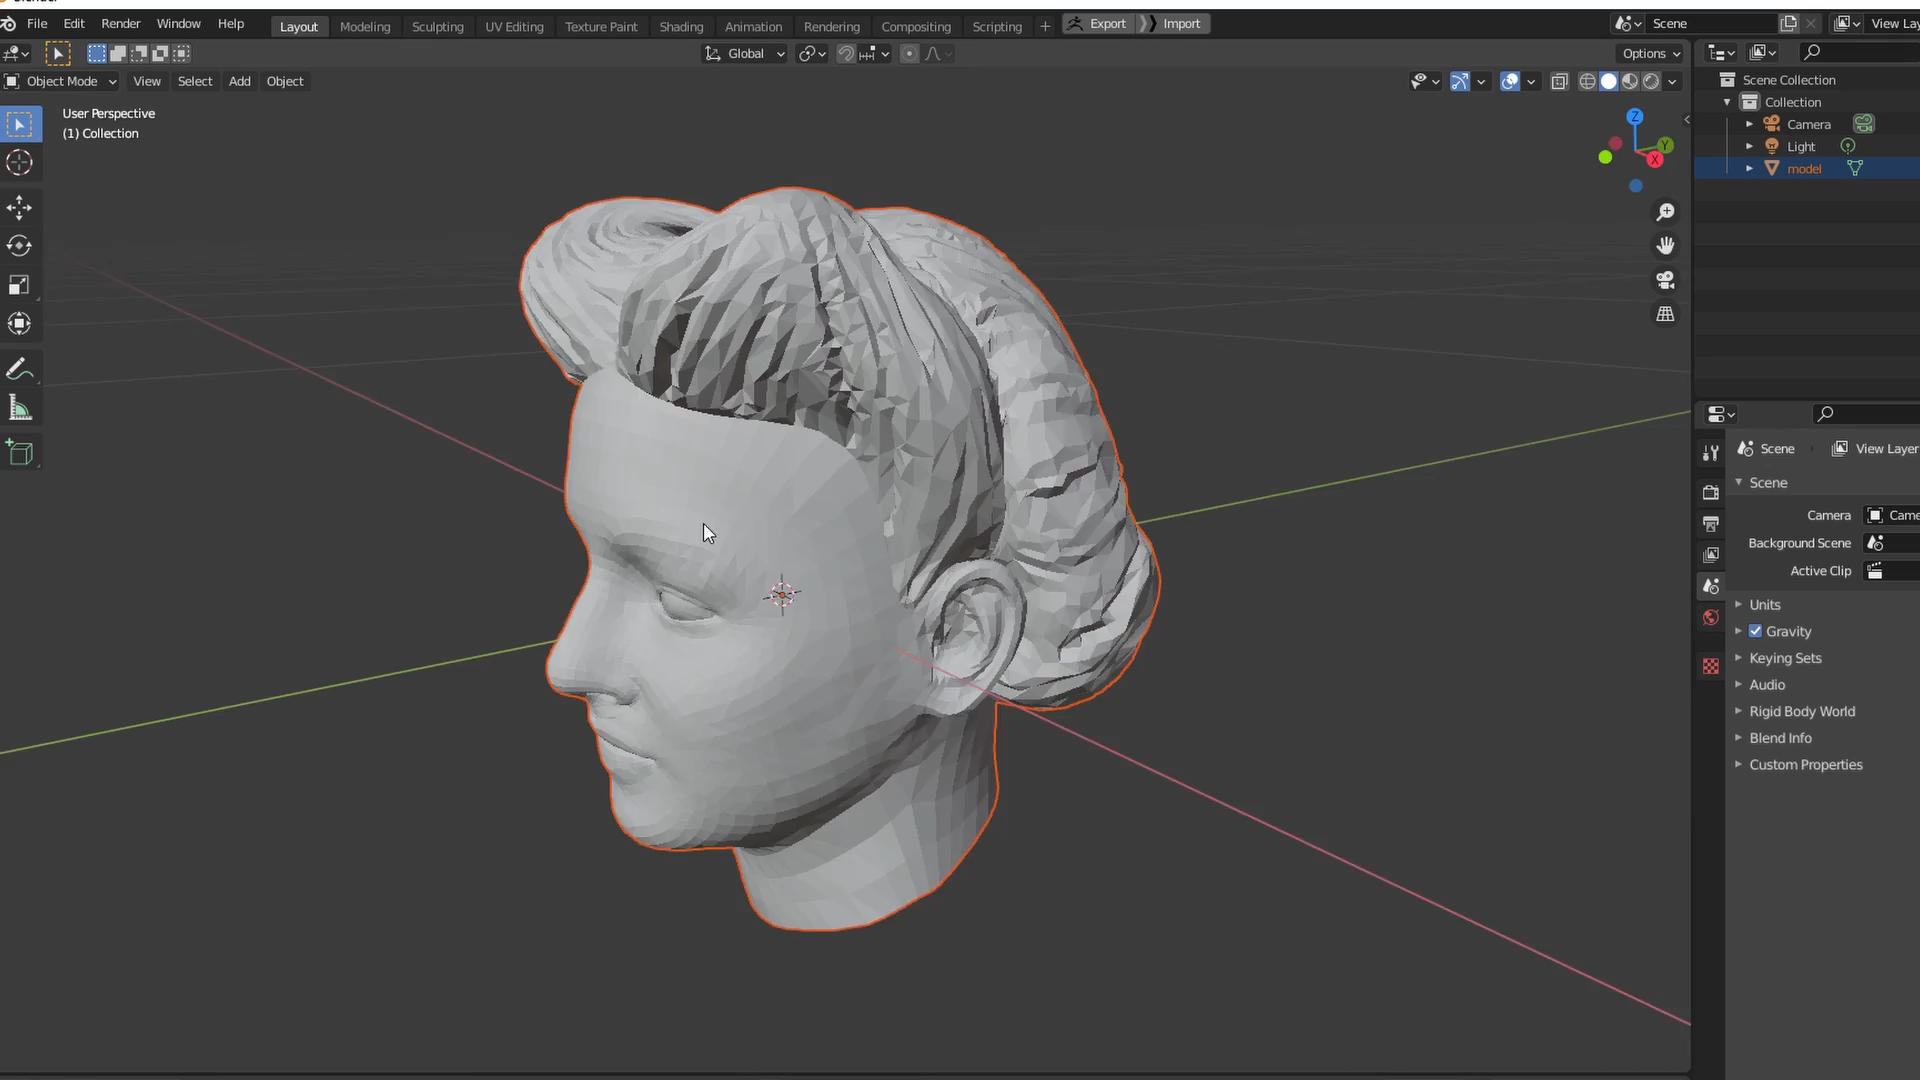 File Edit Render Window Help Layout Modeling Sculpting UV Editing Texture Paint Shading Animation Rendering Compositing Scripting + Export Import Scene View Lay
Global Options
Object Mode View Select Add Object
User Perspective
(1) Collection
Z
Y
X
Scene Collection
Collection
Camera
Light
model
Scene View Layer
Scene
Camera Came
Background Scene
Active Clip
Units
Gravity
Keying Sets
Audio
Rigid Body World
Blend Info
Custom Properties